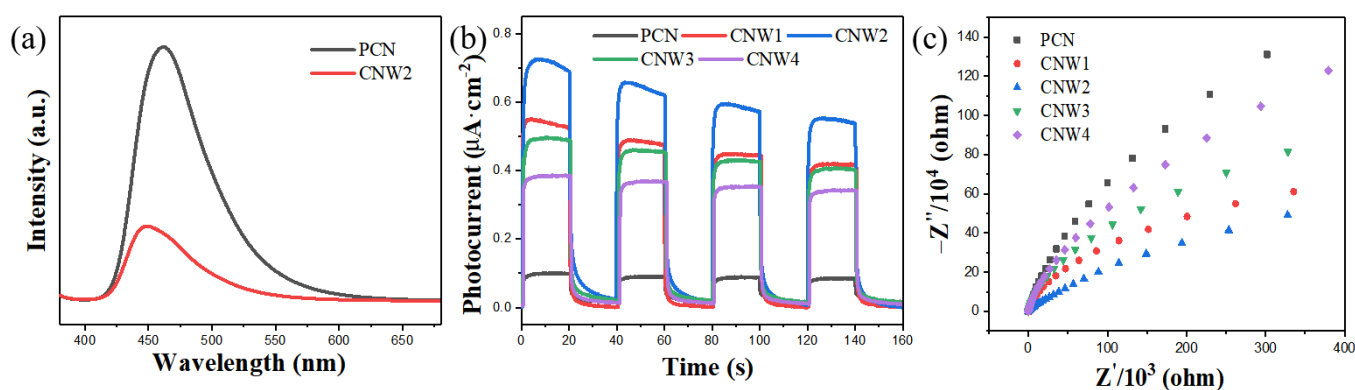 (a)
PCN
CNW2
Intensity (a.u.)
400 450 500 550 600 650
Wavelength (nm)
(b)
PCN CNW1 CNW2
CNW3 CNW4
Photocurrent (μA·cm⁻²)
0.8
0.6
0.4
0.2
0.0
0 20 40 60 80 100 120 140 160
Time (s)
(c)
PCN
CNW1
CNW2
CNW3
CNW4
−Z''/10⁴ (ohm)
140
120
100
80
60
40
20
0
0 100 200 300 400
Z'/10³ (ohm)